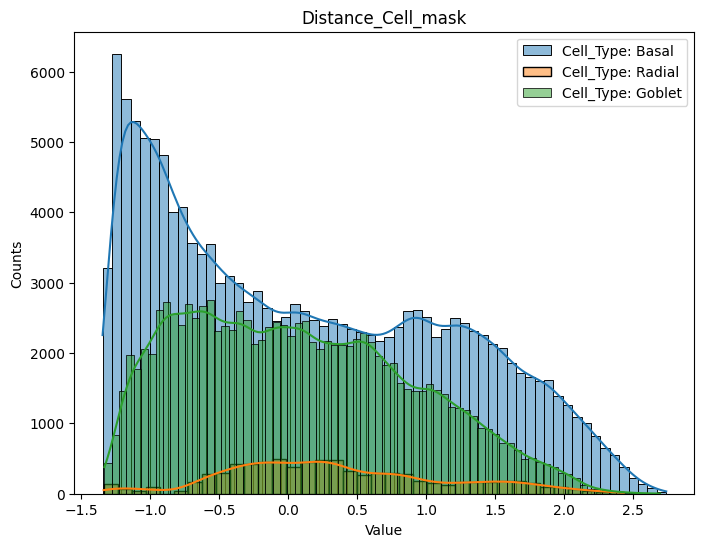 Distance_Cell_mask
Cell_Type: Basal
Cell_Type: Radial
Cell_Type: Goblet
Counts
6000
5000
4000
3000
2000
1000
0
-1.5 -1.0 -0.5 0.0 0.5 1.0 1.5 2.0 2.5
Value